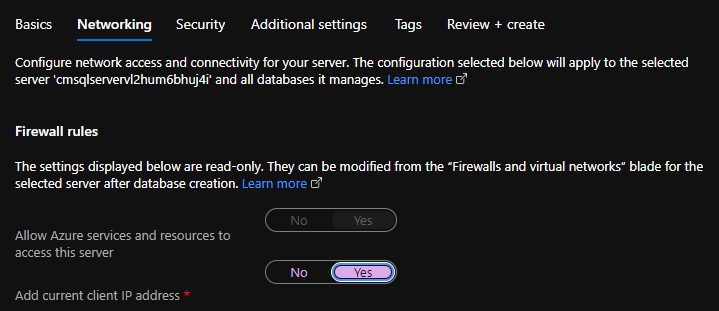 Basics Networking Security Additional settings Tags Review + create
Configure network access and connectivity for your server. The configuration selected below will apply to the selected
server 'cmsqlservervl2hum6bhuj4i' and all databases it manages. Learn more
Firewall rules
The settings displayed below are read-only. They can be modified from the “Firewalls and virtual networks” blade for the
selected server after database creation. Learn more
No Yes
Allow Azure services and resources to
access this server
No Yes
Add current client IP address *